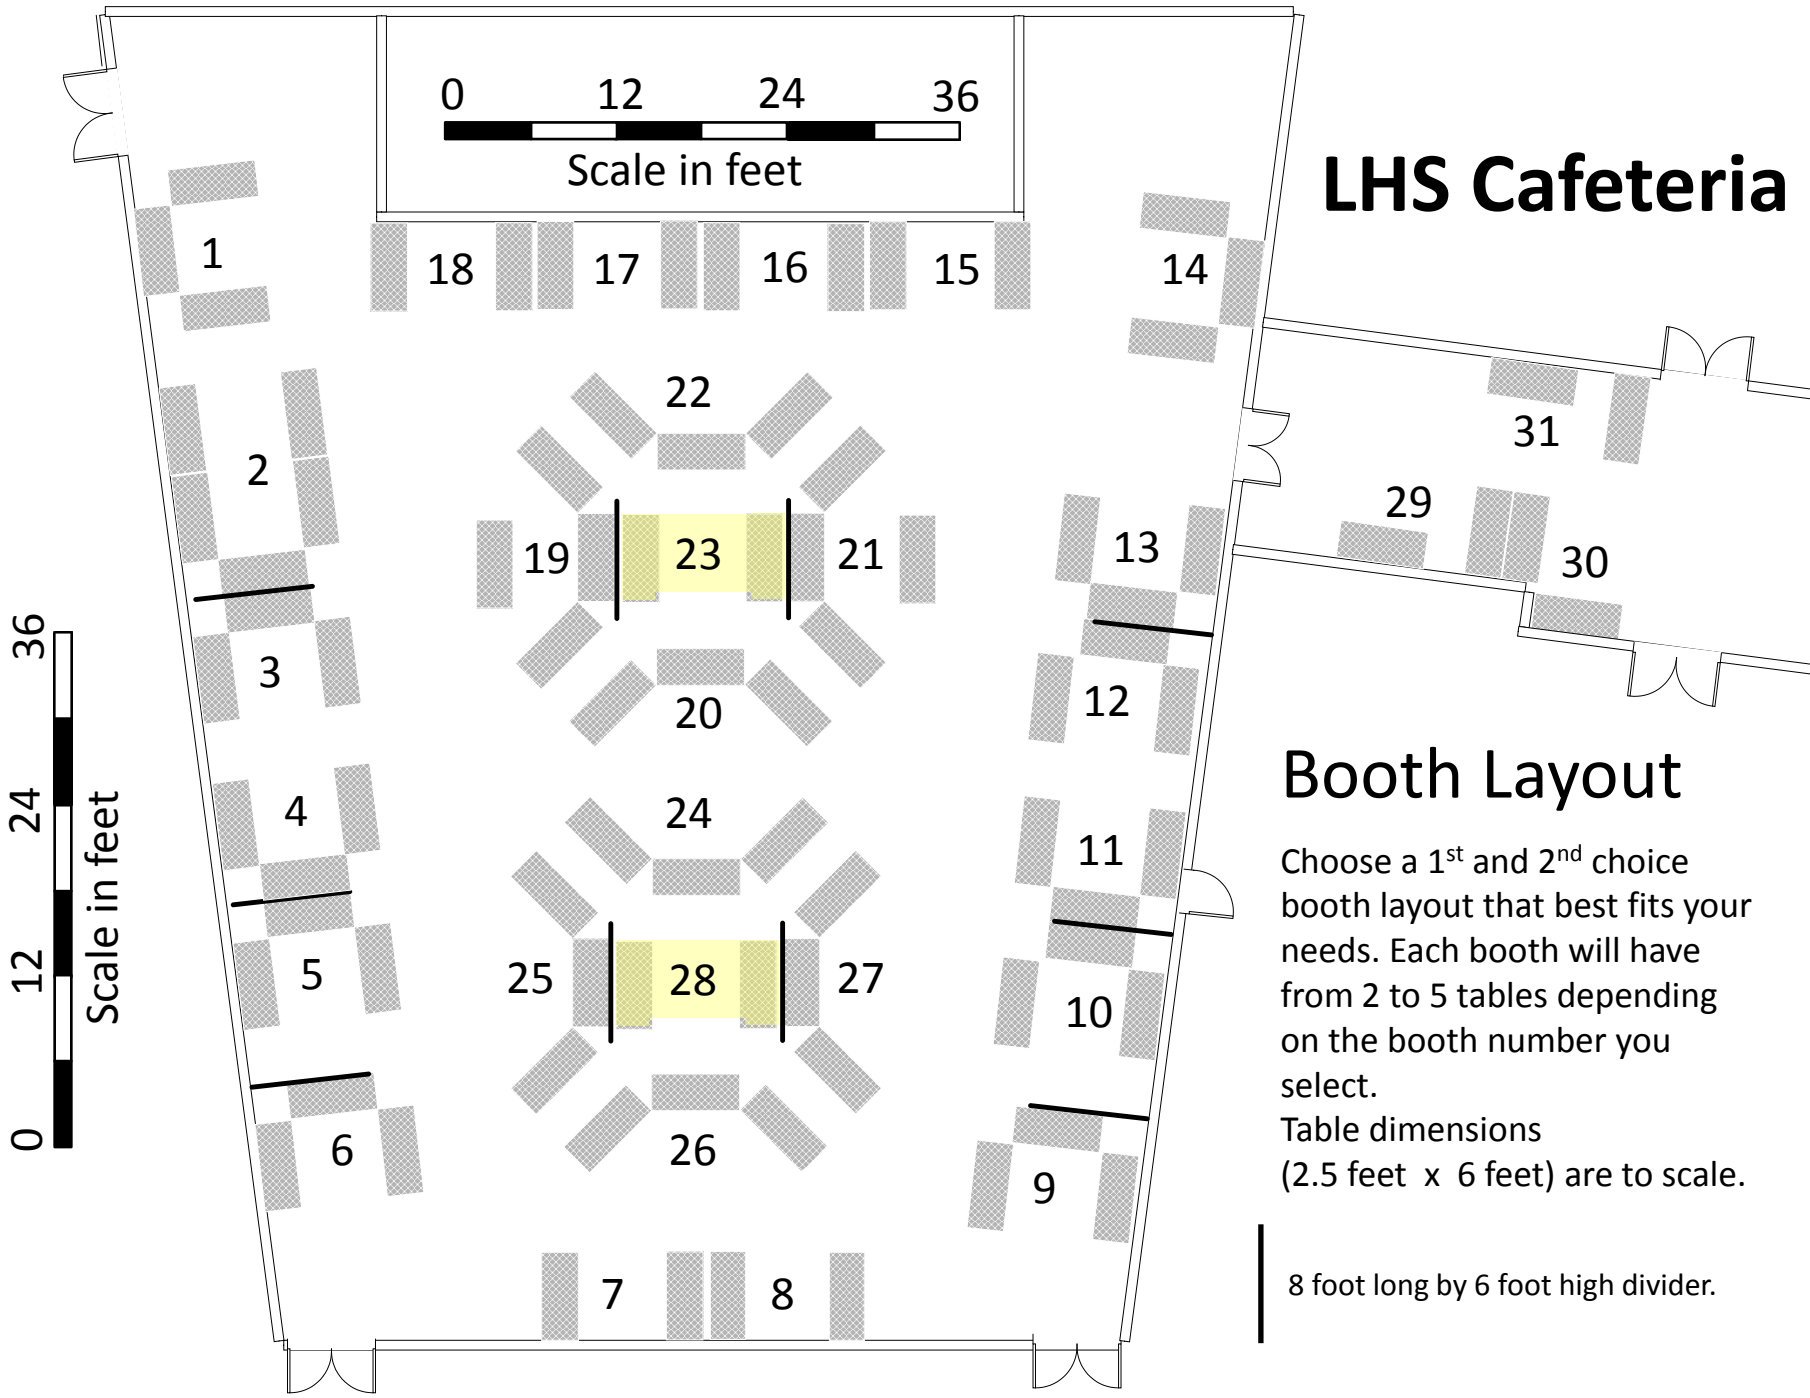 0 12 24 36
Scale in feet
LHS Cafeteria
1
18 17 16 15
14
22
31
2
29
19 23 21
13
30
36
3
20
12
24
Scale in feet
12
0
4
24
11
5
25 28 27
10
6
26
9
7 8
Booth Layout
Choose a 1st and 2nd choice
booth layout that best fits your
needs. Each booth will have
from 2 to 5 tables depending
on the booth number you
select.
Table dimensions
(2.5 feet x 6 feet) are to scale.
8 foot long by 6 foot high divider.